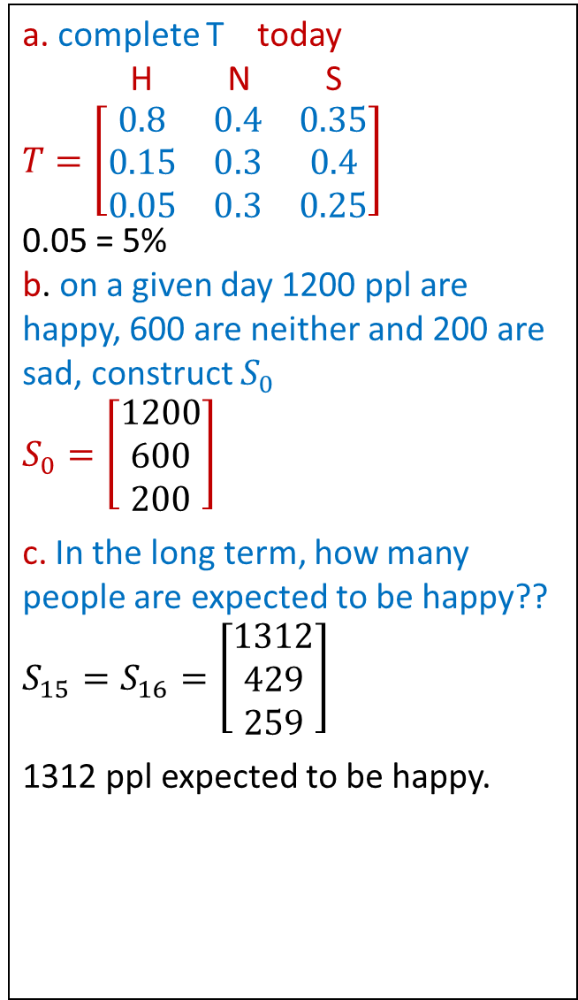 a. complete T today
H N S
T = [0.8 0.4 0.35
0.15 0.3 0.4
0.05 0.3 0.25]
0.05 = 5%
b. on a given day 1200 ppl are
happy, 600 are neither and 200 are
sad, construct S₀
S₀ = [1200
600
200]
c. In the long term, how many
people are expected to be happy??
S₁₅ = S₁₆ = [1312
429
259]
1312 ppl expected to be happy.